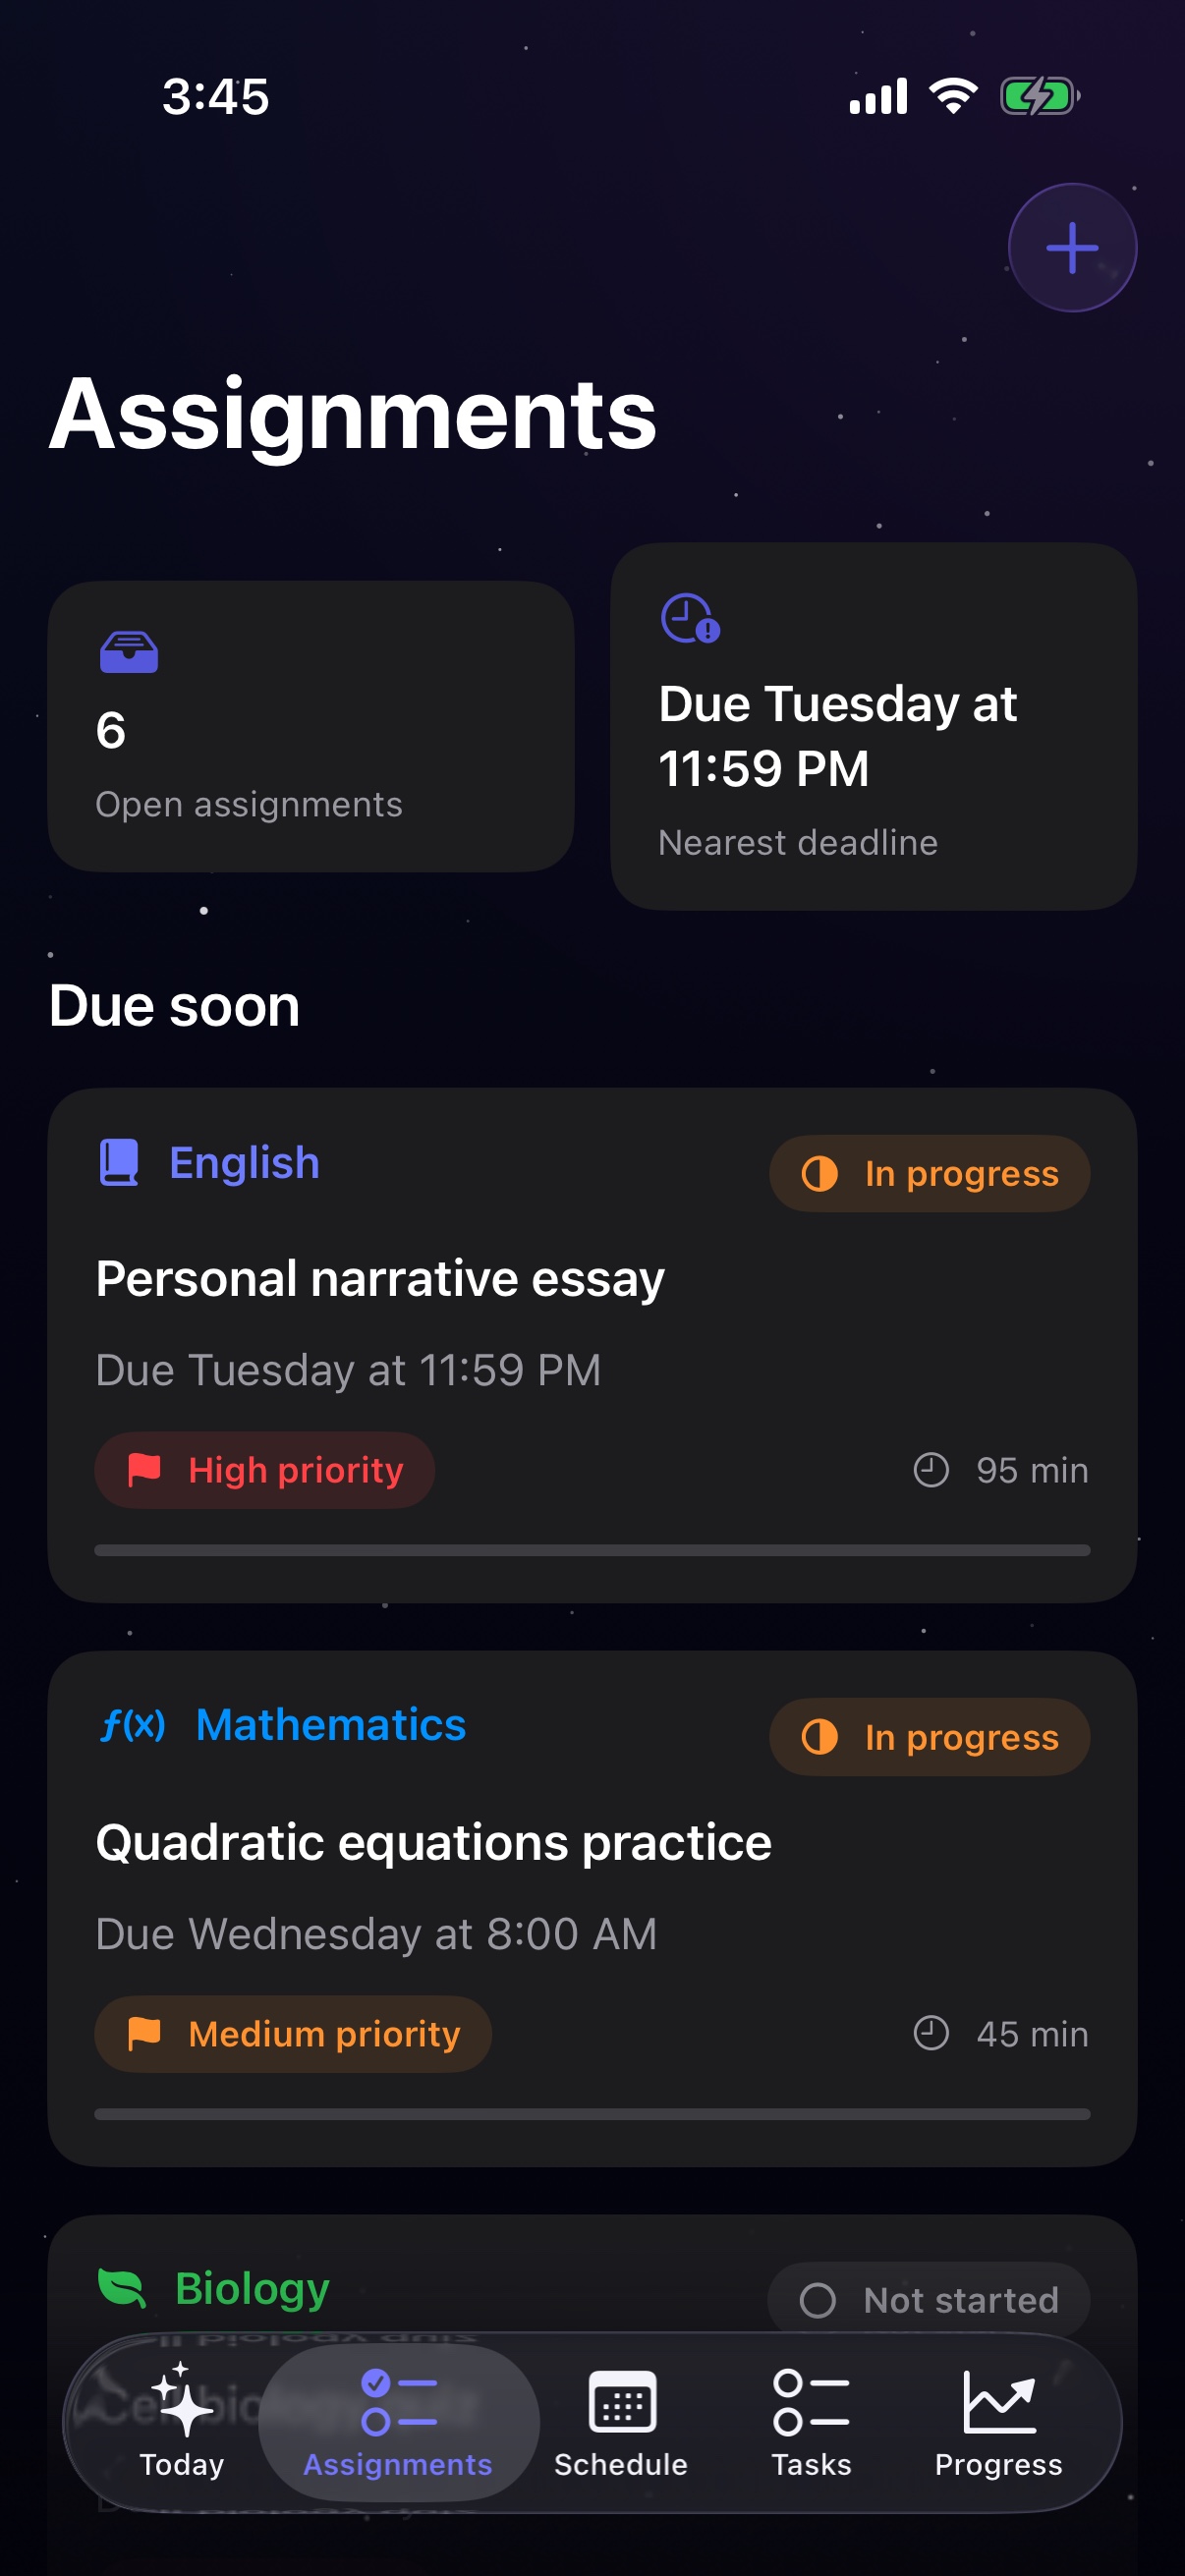 3:45
Assignments
6
Open assignments
Due Tuesday at
11:59 PM
Nearest deadline
Due soon
English
In progress
Personal narrative essay
Due Tuesday at 11:59 PM
High priority
95 min
f(x) Mathematics
In progress
Quadratic equations practice
Due Wednesday at 8:00 AM
Medium priority
45 min
Biology
Not started
Today
Assignments
Schedule
Tasks
Progress